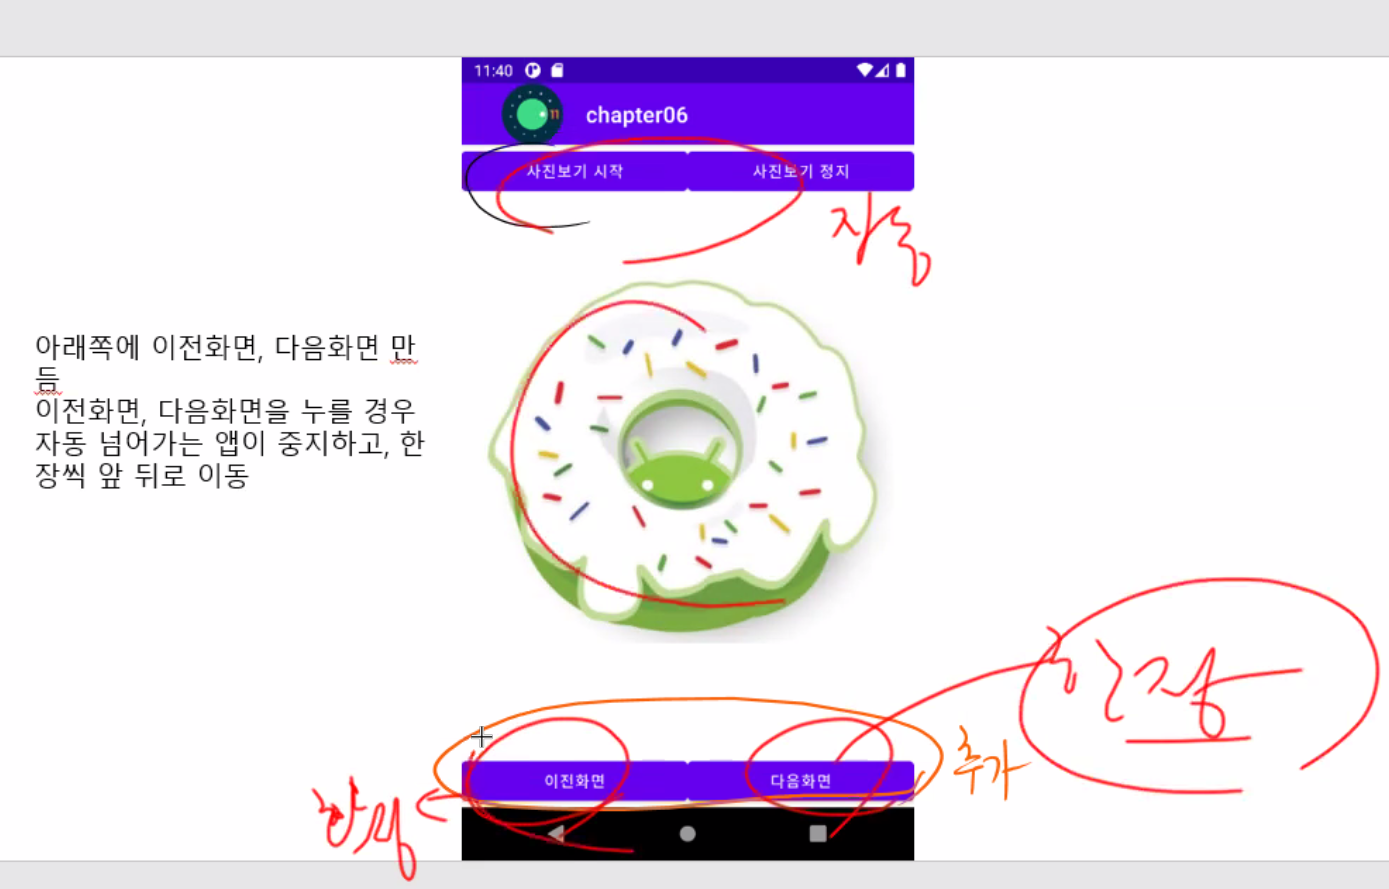 11:40
11
chapter06
사진보기 시작
사진보기 정지
자동
아래쪽에 이전화면, 다음화면 만
듬
이전화면, 다음화면을 누를 경우
자동 넘어가는 앱이 중지하고, 한
장씩 앞 뒤로 이동
한장
이전화면
다음화면
추가
한장